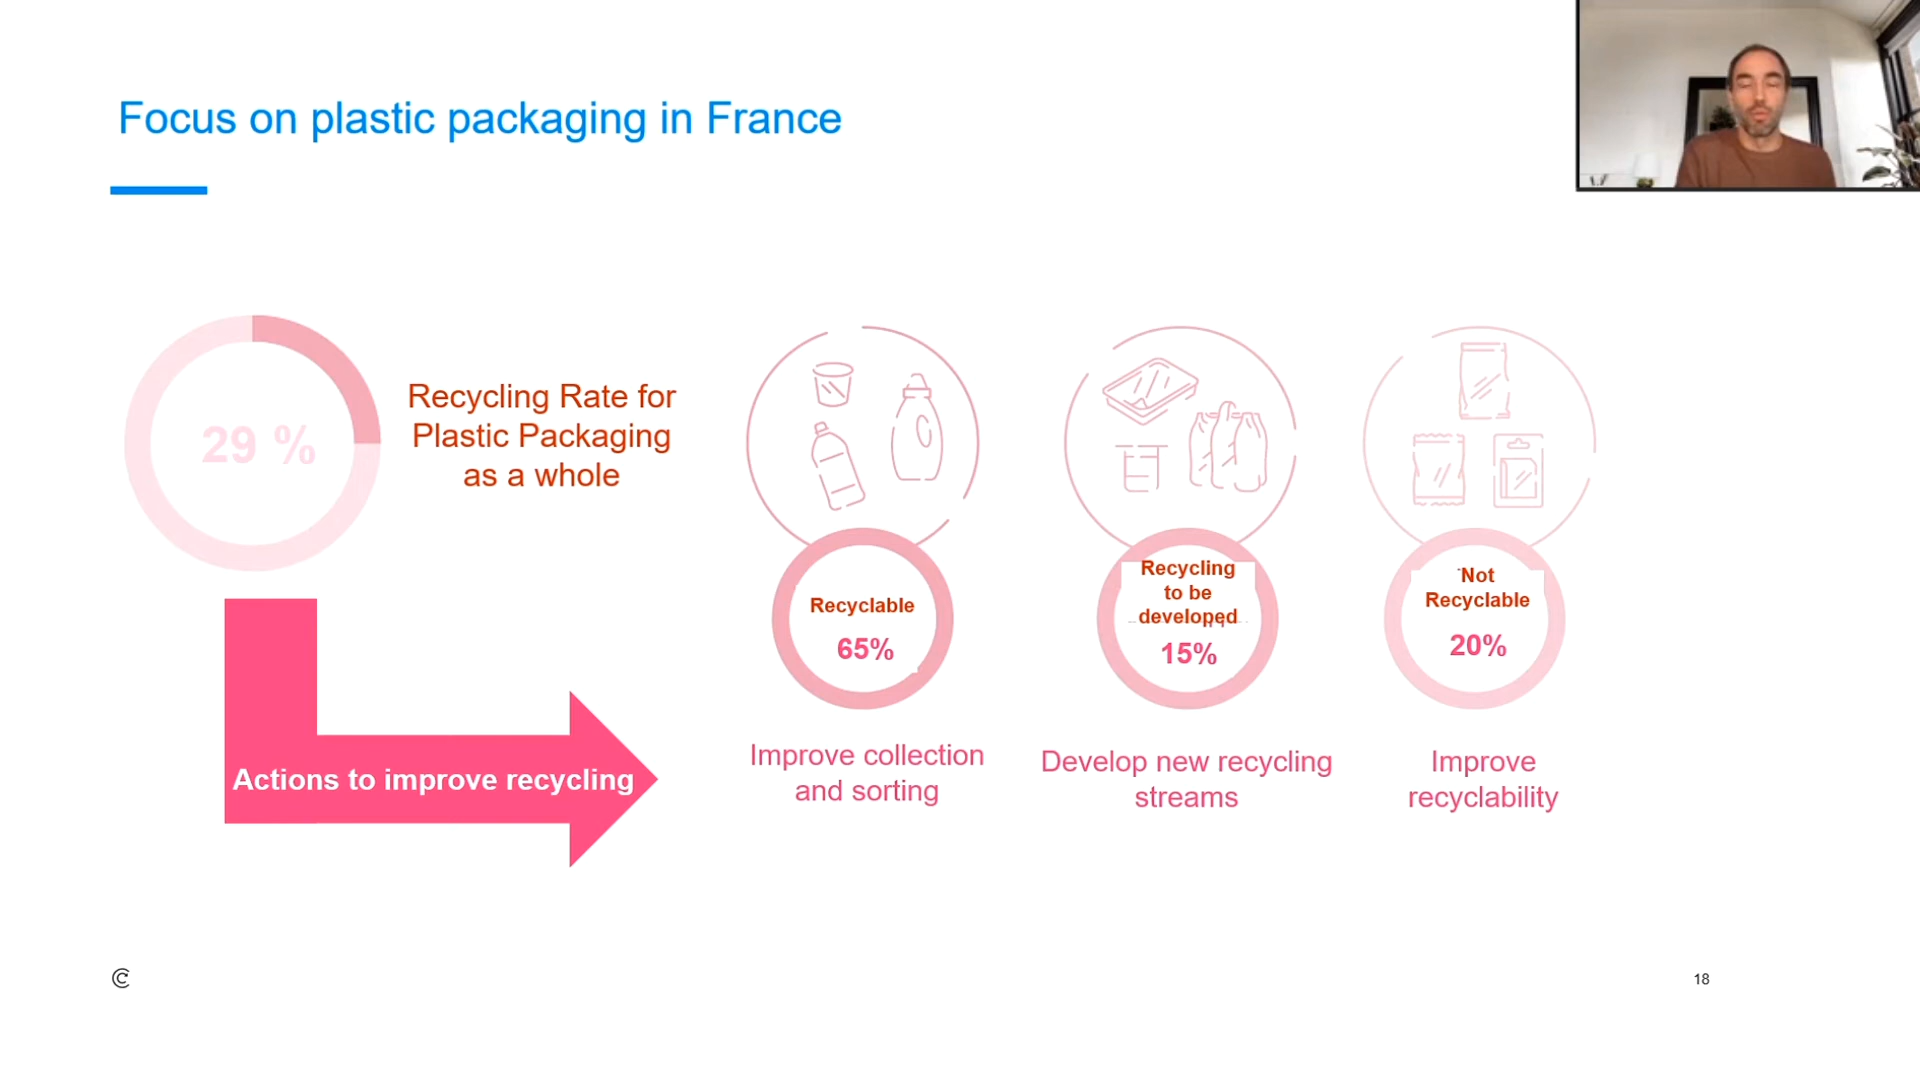 Focus on plastic packaging in France
29 %
Recycling Rate for
Plastic Packaging
as a whole
Actions to improve recycling
Recyclable
65%
Improve collection
and sorting
Recycling
to be
developed
15%
Develop new recycling
streams
Not
Recyclable
20%
Improve
recyclability
18